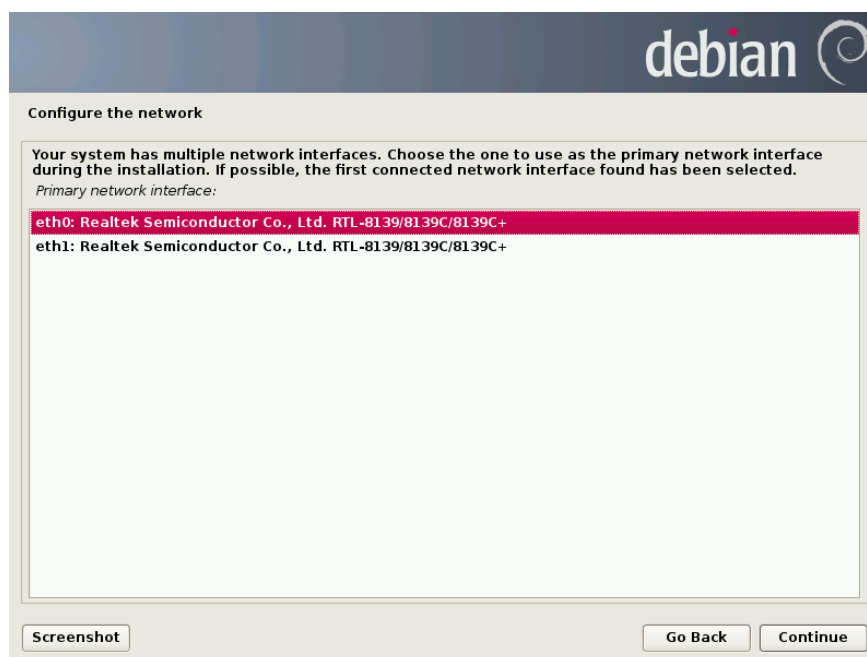 debian
Configure the network
Your system has multiple network interfaces. Choose the one to use as the primary network interface
during the installation. If possible, the first connected network interface found has been selected.
Primary network interface:
eth0: Realtek Semiconductor Co., Ltd. RTL-8139/8139C/8139C+
eth1: Realtek Semiconductor Co., Ltd. RTL-8139/8139C/8139C+
Screenshot
Go Back
Continue